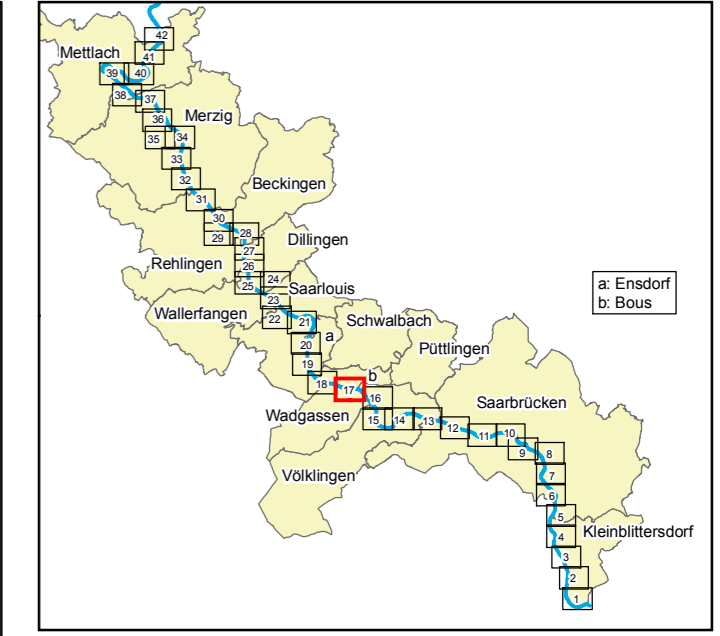 42
Mettlach
41
39
40
38
37
36
Merzig
35
34
33
32
Beckingen
31
30
29
28
Dillingen
27
Rehlingen
26
25
24
a: Ensdorf
b: Bous
Saarlouis
23
Wallerfangen
22
21
Schwalbach
a
20
Püttlingen
19
b
18
17
16
Saarbrücken
Wadgassen
15
14
13
12
11
10
9
8
Völklingen
7
6
5
Kleinblittersdorf
4
3
2
1